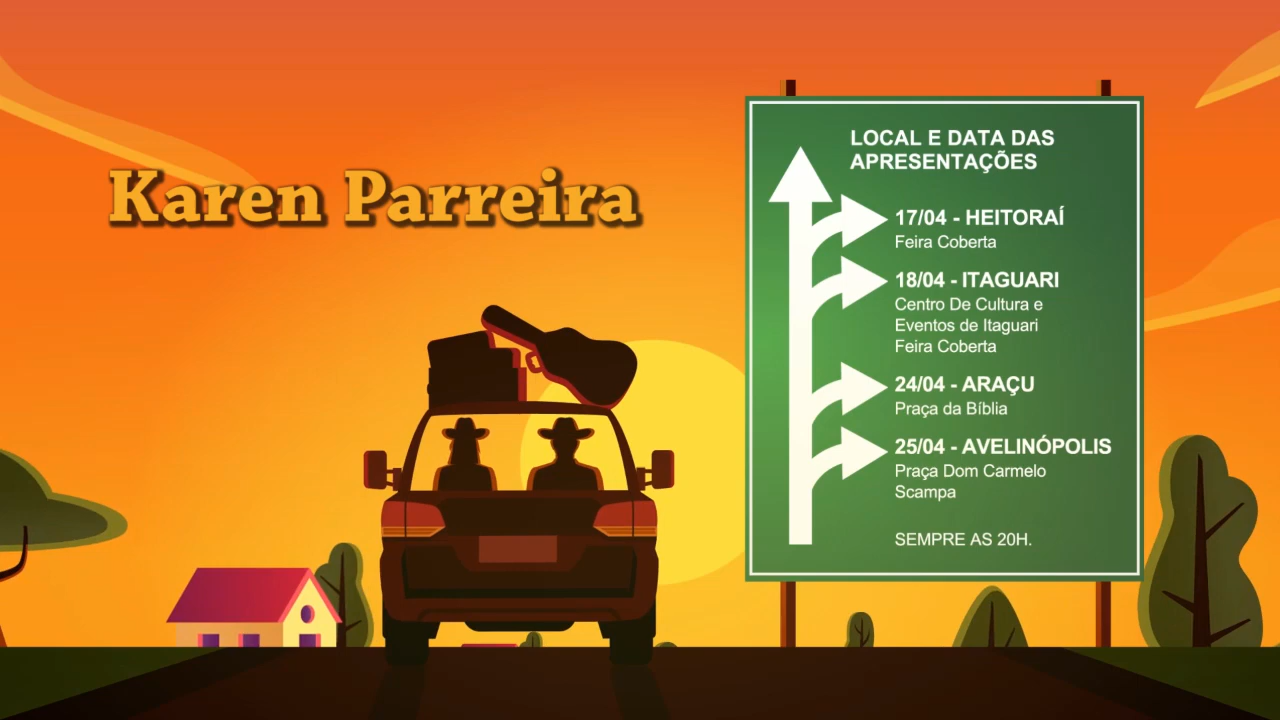 Karen Parreira
LOCAL E DATA DAS
APRESENTAÇÕES
17/04 - HEITORAÍ
Feira Coberta
18/04 - ITAGUARI
Centro De Cultura e
Eventos de Itaguari
Feira Coberta
24/04 - ARAÇU
Praça da Bíblia
25/04 - AVELINÓPOLIS
Praça Dom Carmelo
Scampa
SEMPRE AS 20H.